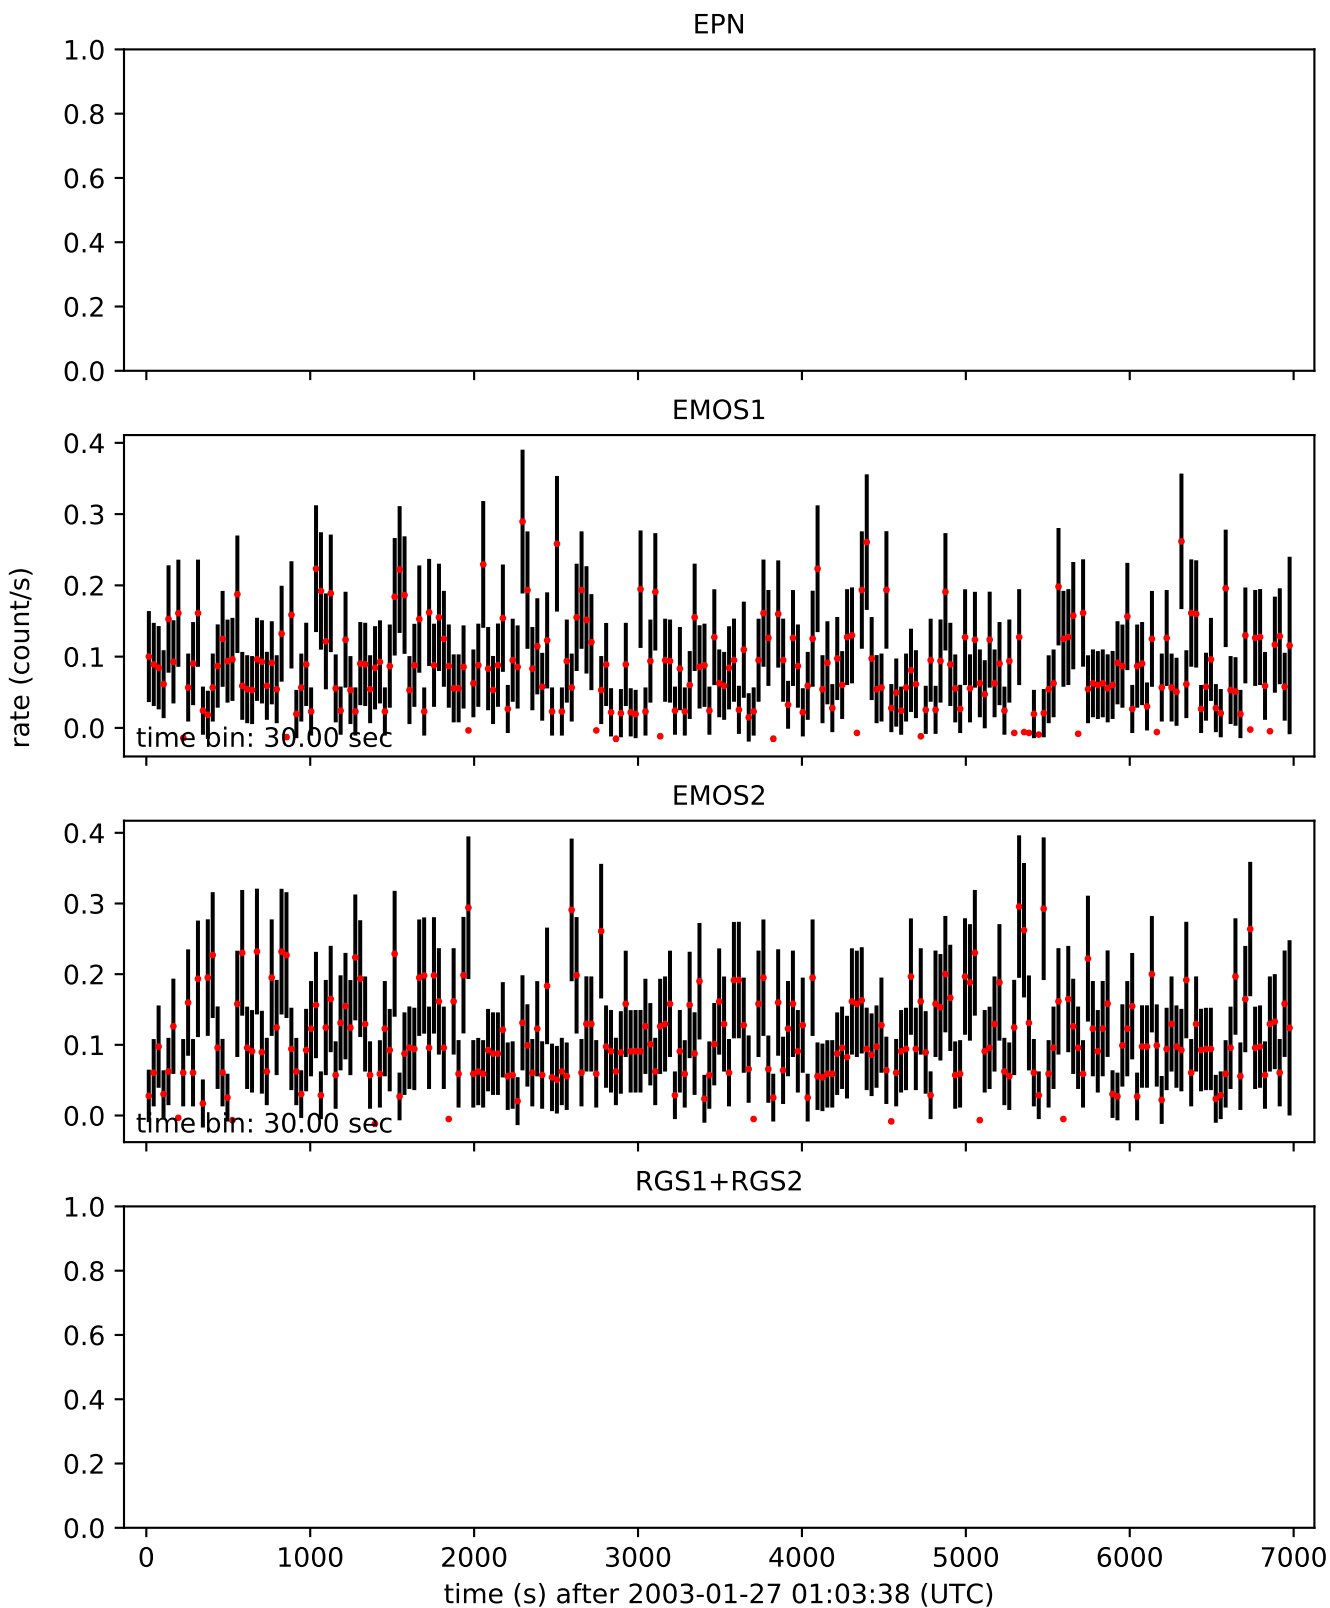 EPN
1.0
0.8
0.6
0.4
0.2
0.0
EMOS1
0.4
0.3
0.2
0.1
0.0
rate (count/s)
time bin: 30.00 sec
EMOS2
0.4
0.3
0.2
0.1
0.0
time bin: 30.00 sec
RGS1+RGS2
1.0
0.8
0.6
0.4
0.2
0.0
0 1000 2000 3000 4000 5000 6000 7000
time (s) after 2003-01-27 01:03:38 (UTC)